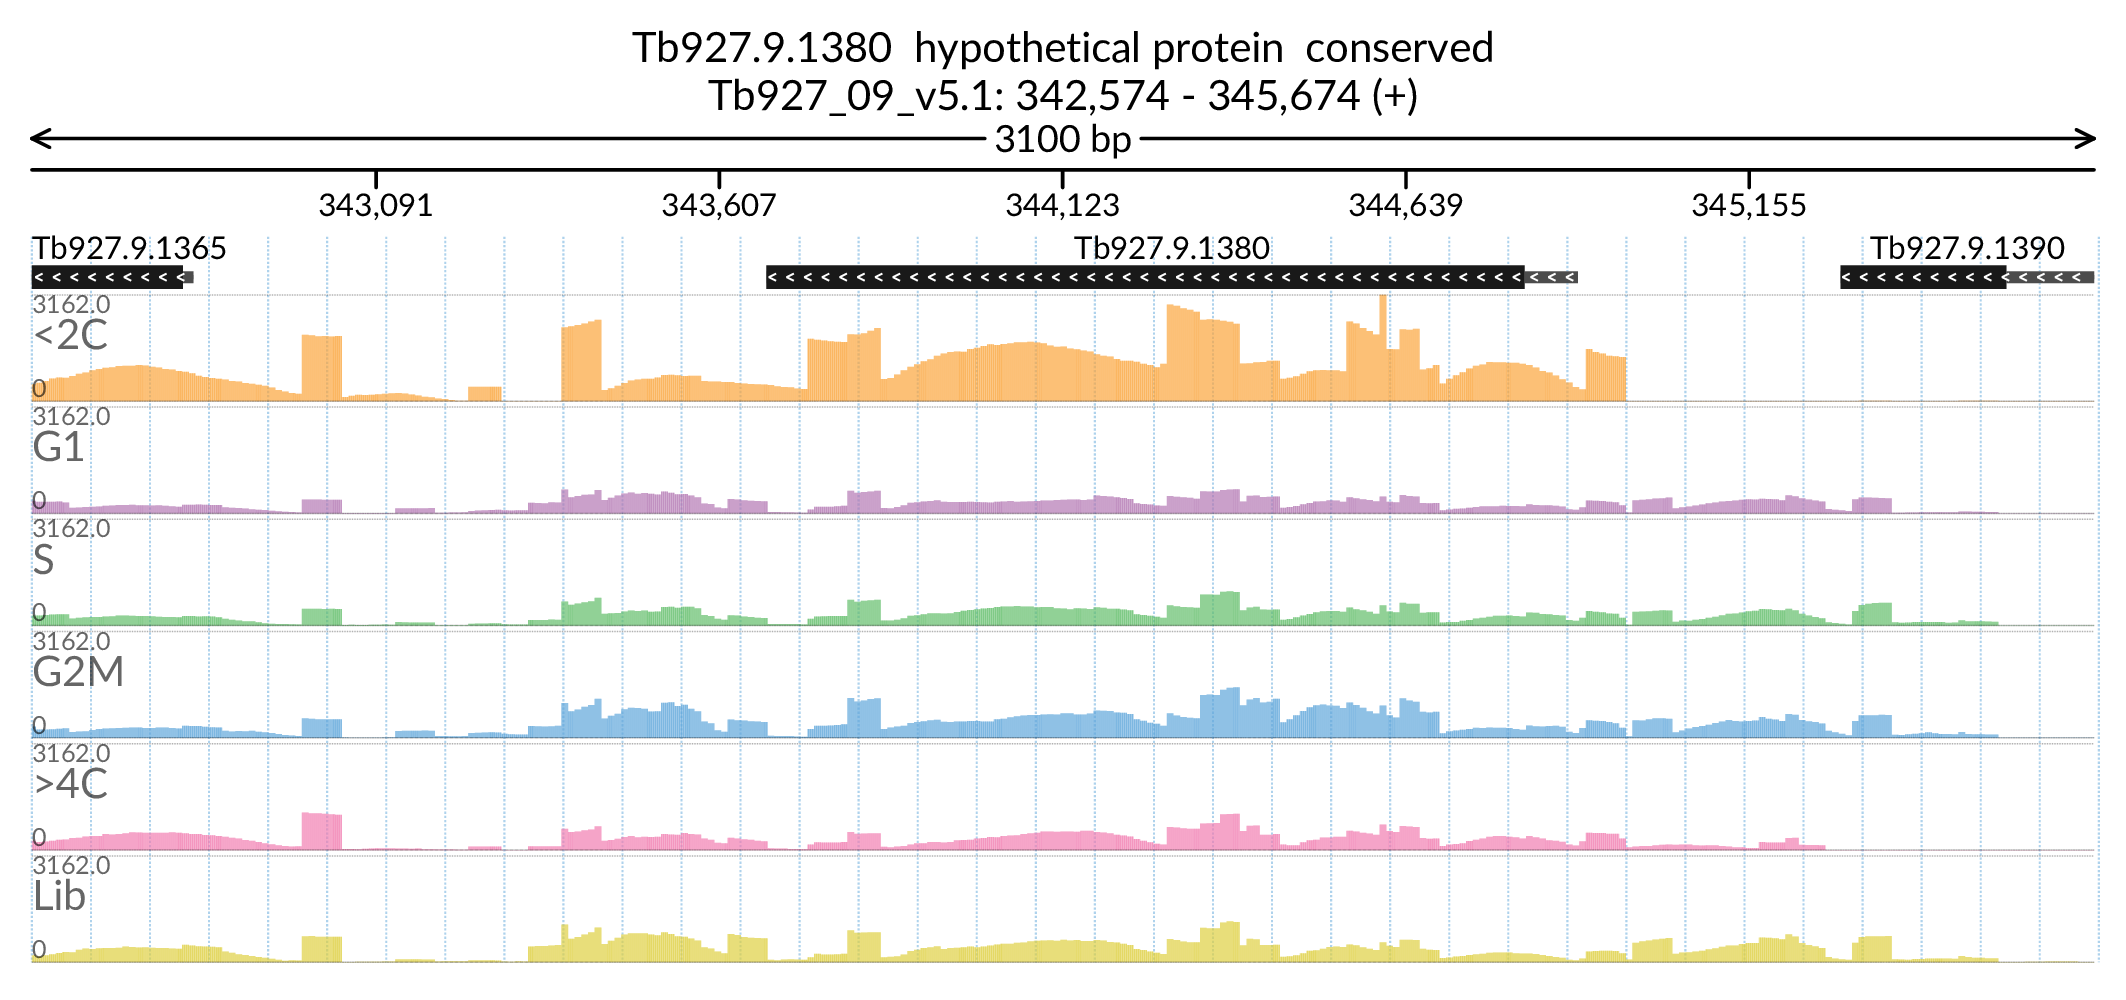 Tb927.9.1380  hypothetical protein  conserved
Tb927_09_v5.1: 342,574 - 345,674 (+)
3100 bp
343,091 343,607 344,123 344,639 345,155
Tb927.9.1365 Tb927.9.1380 Tb927.9.1390
3162.0
<2C
0
3162.0
G1
0
3162.0
S
0
3162.0
G2M
0
3162.0
>4C
0
3162.0
Lib
0